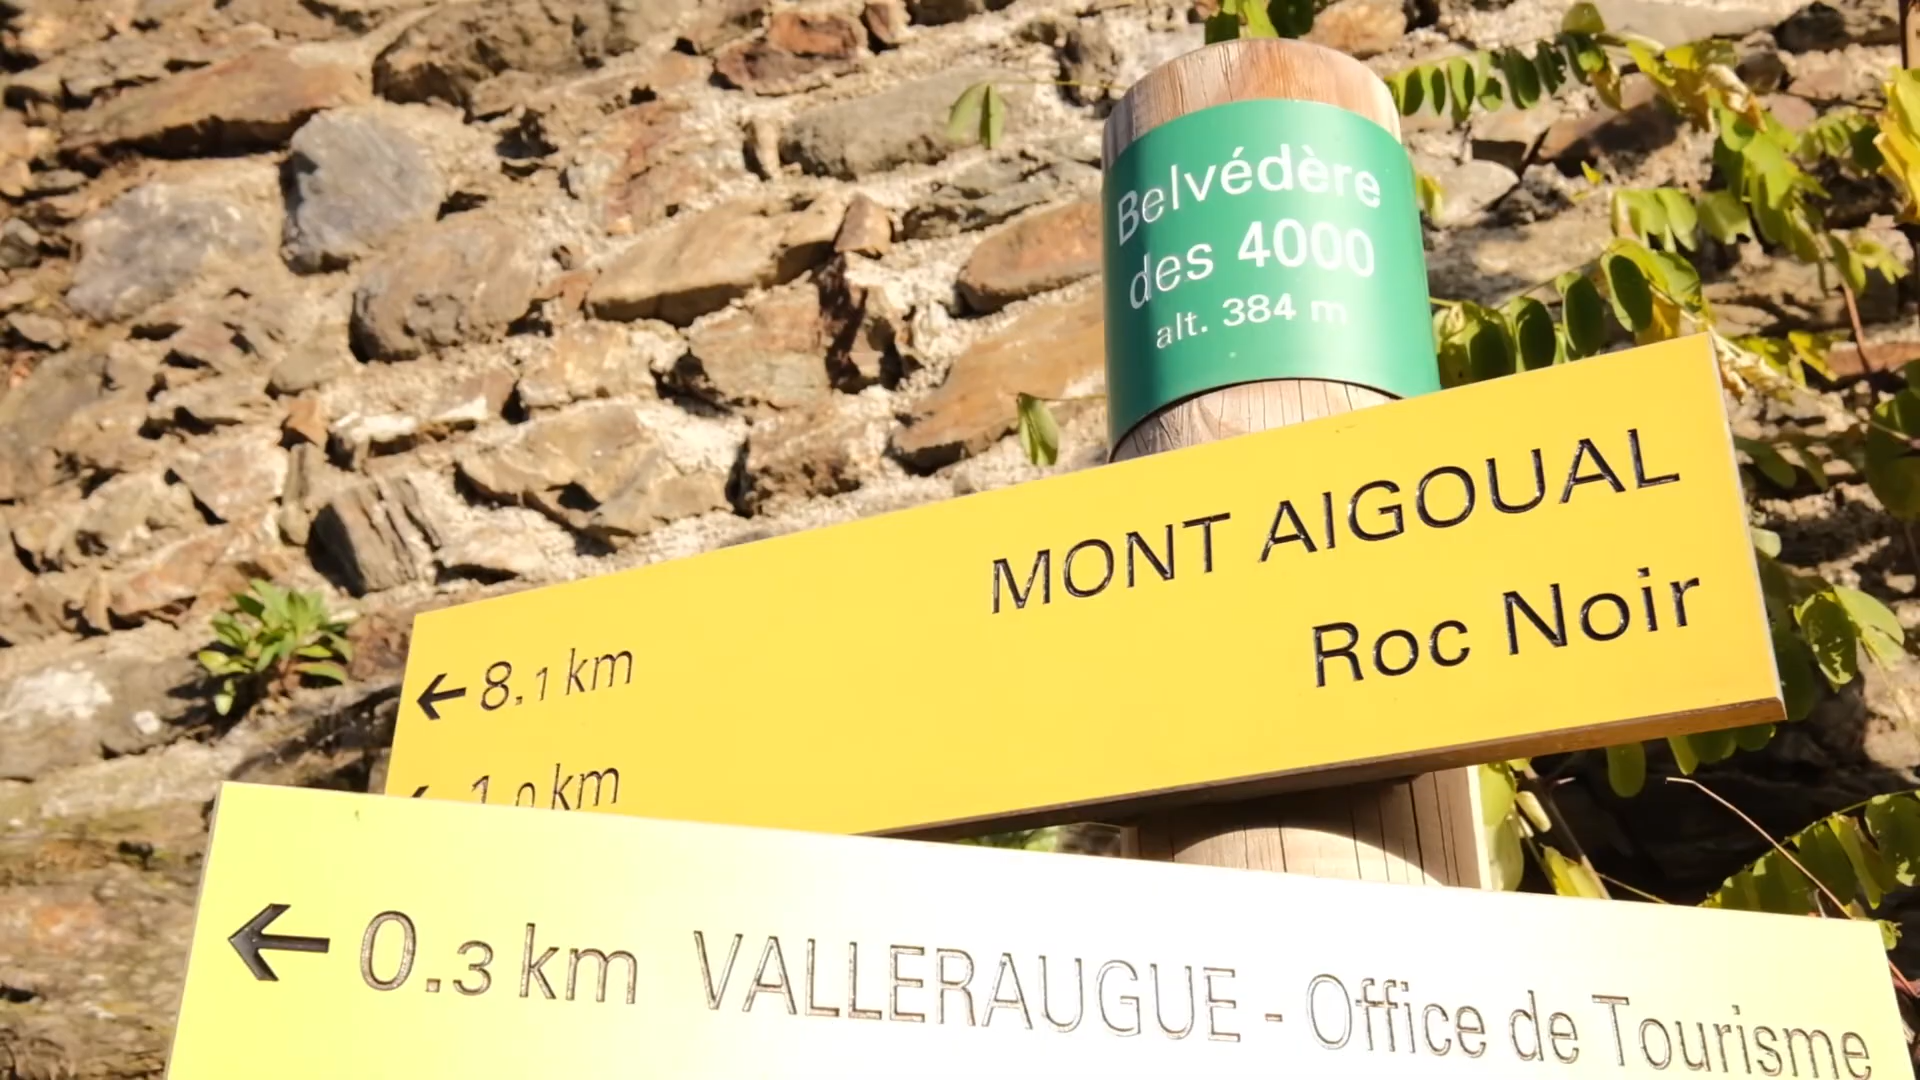 Belvédère
des 4000
alt. 384 m
← 8.1 km MONT AIGOUAL
km Roc Noir
← 0.3 km VALLERAUGUE - Office de Tourisme